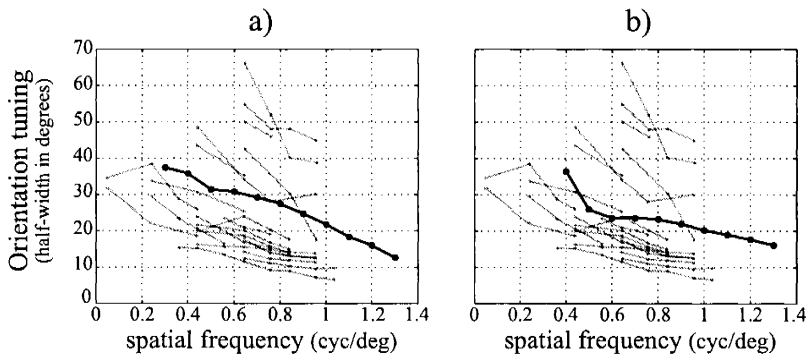 a)
b)
Orientation tuning
(half-width in degrees)
70
60
50
40
30
20
10
0
0 0.2 0.4 0.6 0.8 1 1.2 1.4
0 0.2 0.4 0.6 0.8 1 1.2 1.4
spatial frequency (cyc/deg)
spatial frequency (cyc/deg)